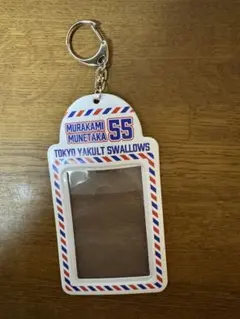 MURAKAMI
MUNETAKA 55
TOKYO YAKULT SWALLOWS